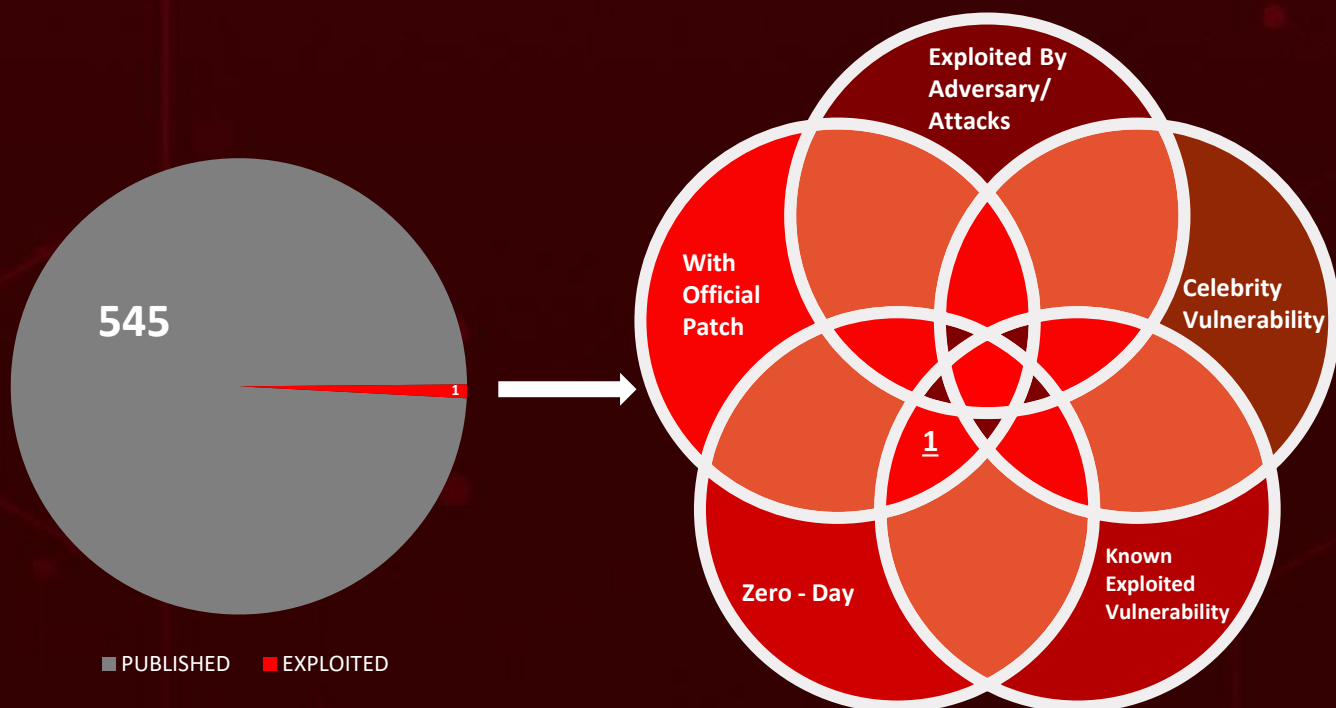 545
1
PUBLISHED
EXPLOITED
Exploited By
Adversary/
Attacks
With
Official
Patch
Celebrity
Vulnerability
1
Zero - Day
Known
Exploited
Vulnerability